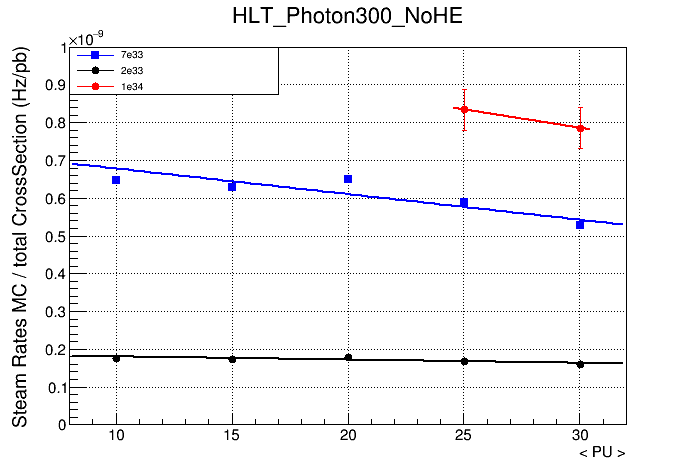 HLT_Photon300_NoHE
×10⁻⁹
Steam Rates MC / total CrossSection (Hz/pb)
7e33
2e33
1e34
1
0.9
0.8
0.7
0.6
0.5
0.4
0.3
0.2
0.1
0
10 15 20 25 30
< PU >